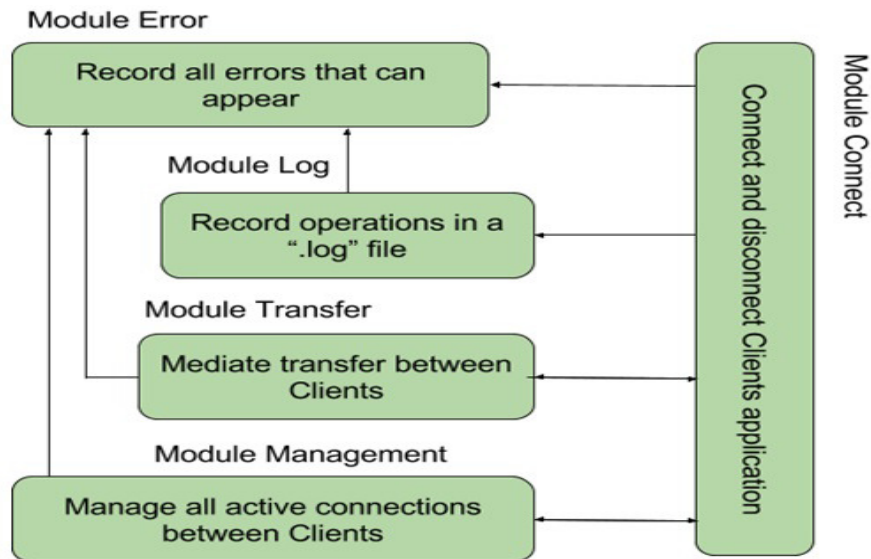 Module Error
Record all errors that can
appear
Module Log
Record operations in a
“.log” file
Module Transfer
Mediate transfer between
Clients
Module Management
Manage all active connections
between Clients
Connect and disconnect Clients application
Module Connect